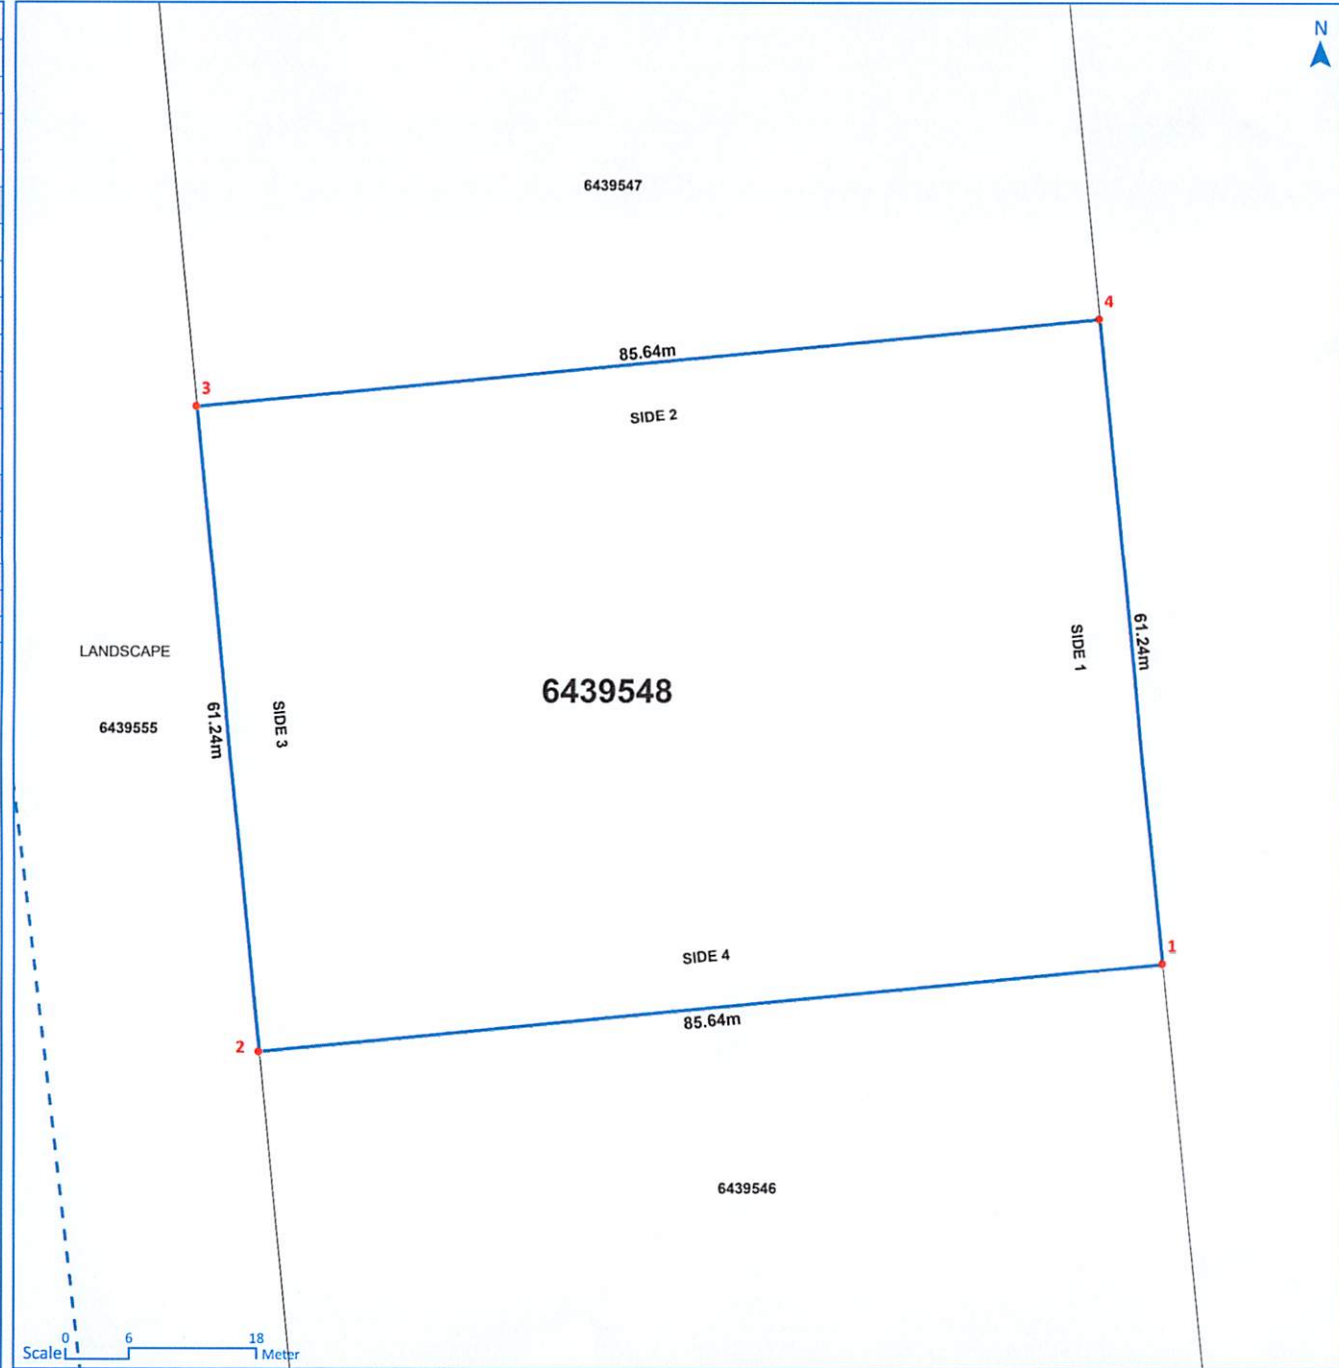 N
6439547
4
85.64m
3
SIDE 2
61.24m
SIDE 1
LANDSCAPE
6439548
61.24m
SIDE 3
6439555
1
SIDE 4
85.64m
2
6439546
0 6 18
Scale Meter